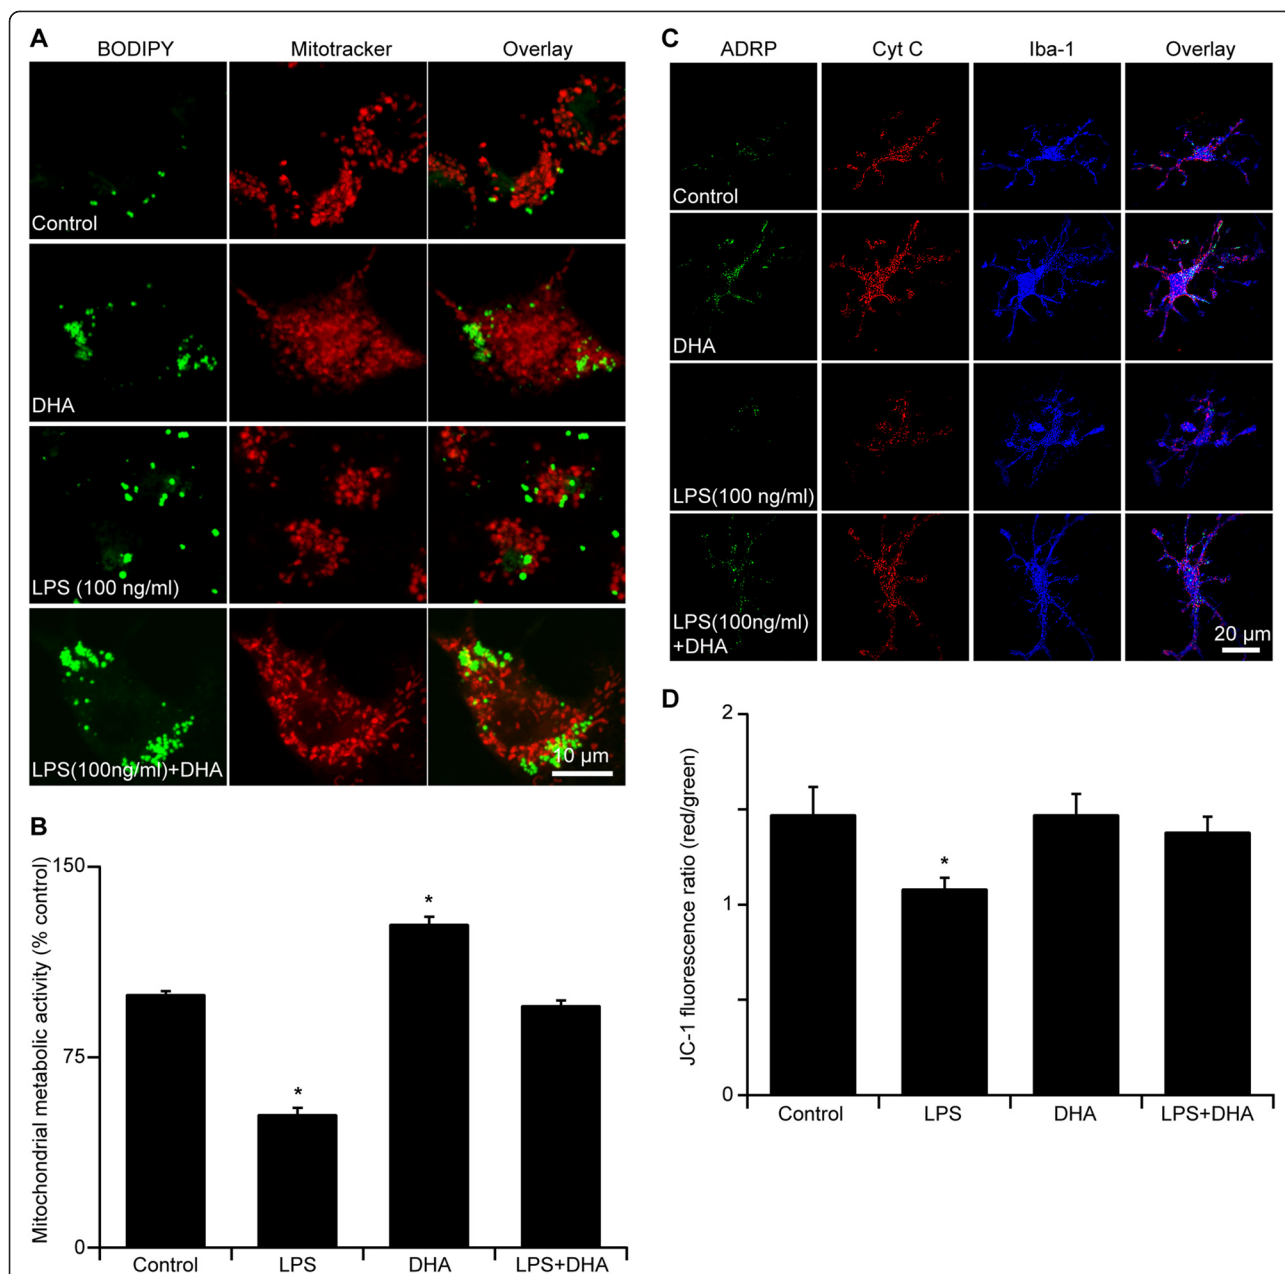 A
BODIPY Mitotracker Overlay
Control
DHA
LPS (100 ng/ml)
LPS(100ng/ml)+DHA
10 µm
C
ADRP Cyt C Iba-1 Overlay
Control
DHA
LPS(100 ng/ml)
LPS(100ng/ml)
+DHA
20 µm
B
Mitochondrial metabolic activity (% control)
150
75
0
*
*
Control LPS DHA LPS+DHA
D
JC-1 fluorescence ratio (red/green)
2
1
0
*
Control LPS DHA LPS+DHA